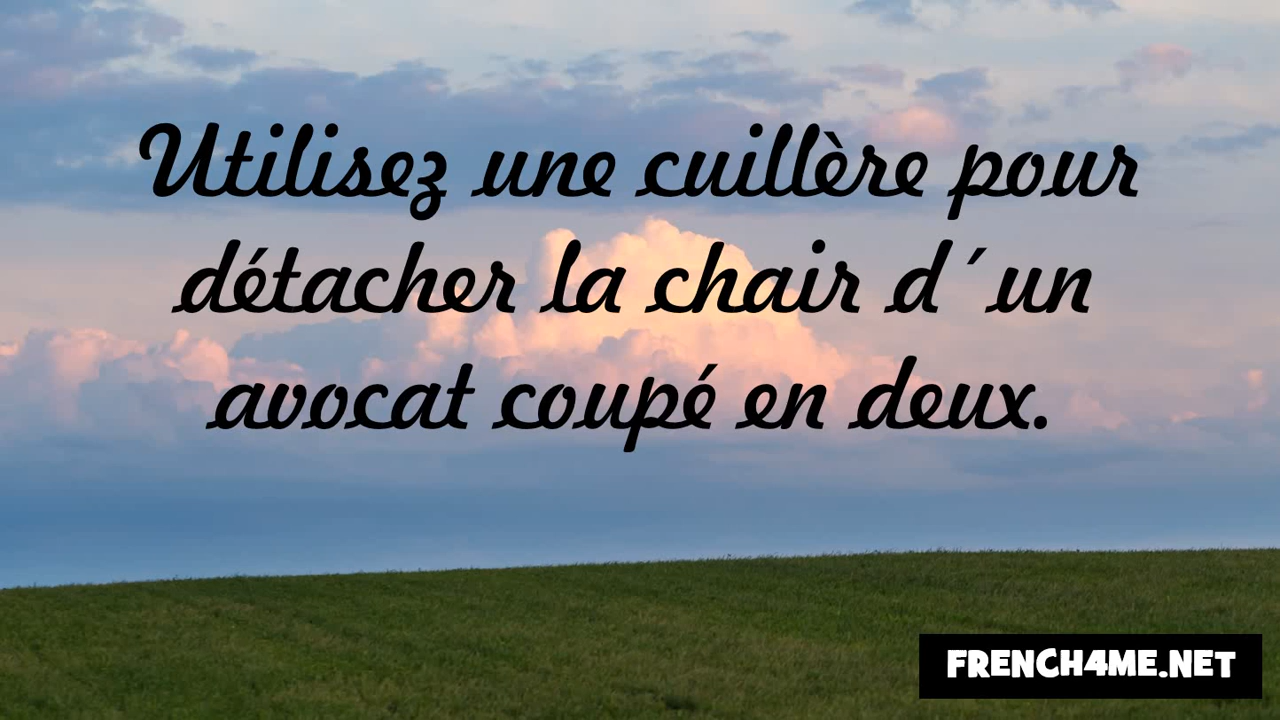 Utilisez une cuillère pour
détacher la chair d´un
avocat coupé en deux.
FRENCH4ME.NET